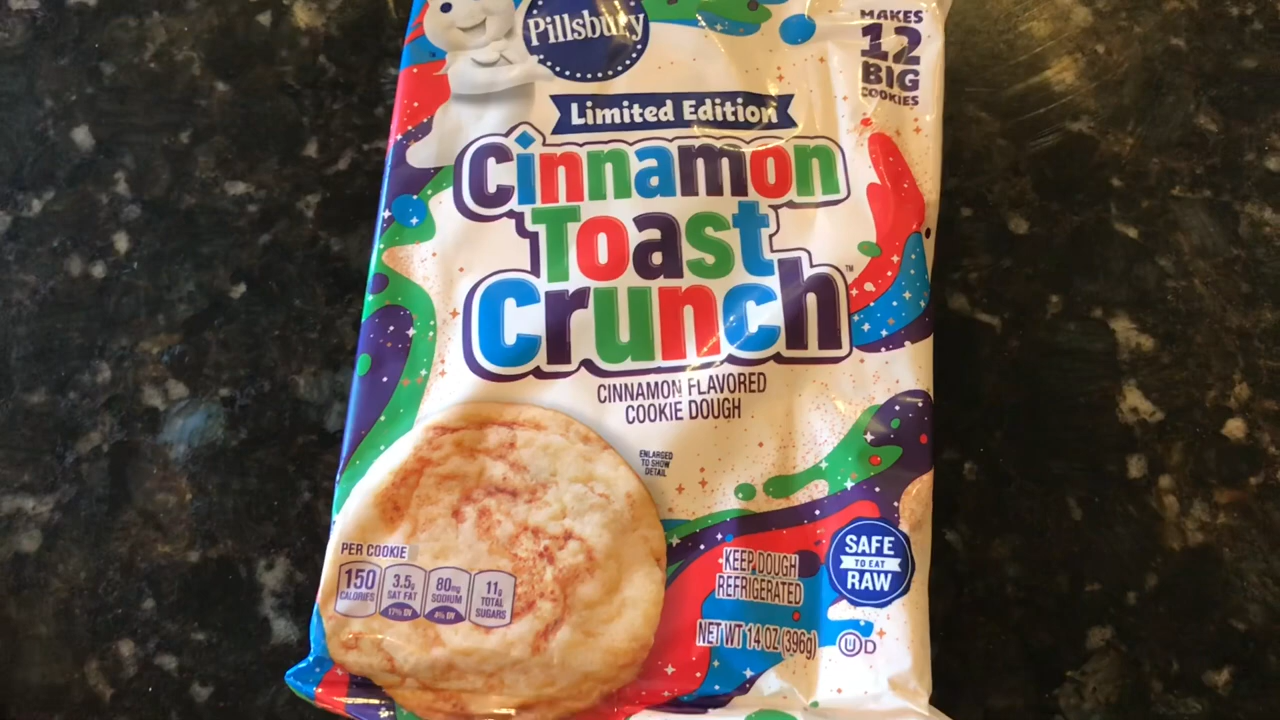 Pillsbury
MAKES
12
BIG
COOKIES
Limited Edition
Cinnamon
Toast
Crunch™
CINNAMON FLAVORED
COOKIE DOUGH
ENLARGED
TO SHOW
DETAIL
PER COOKIE
150
CALORIES
3.5g
SAT FAT
17% DV
80mg
SODIUM
4% DV
11g
TOTAL
SUGARS
KEEP DOUGH
REFRIGERATED
SAFE
TO EAT
RAW
NET WT 14 OZ (396g)
U D